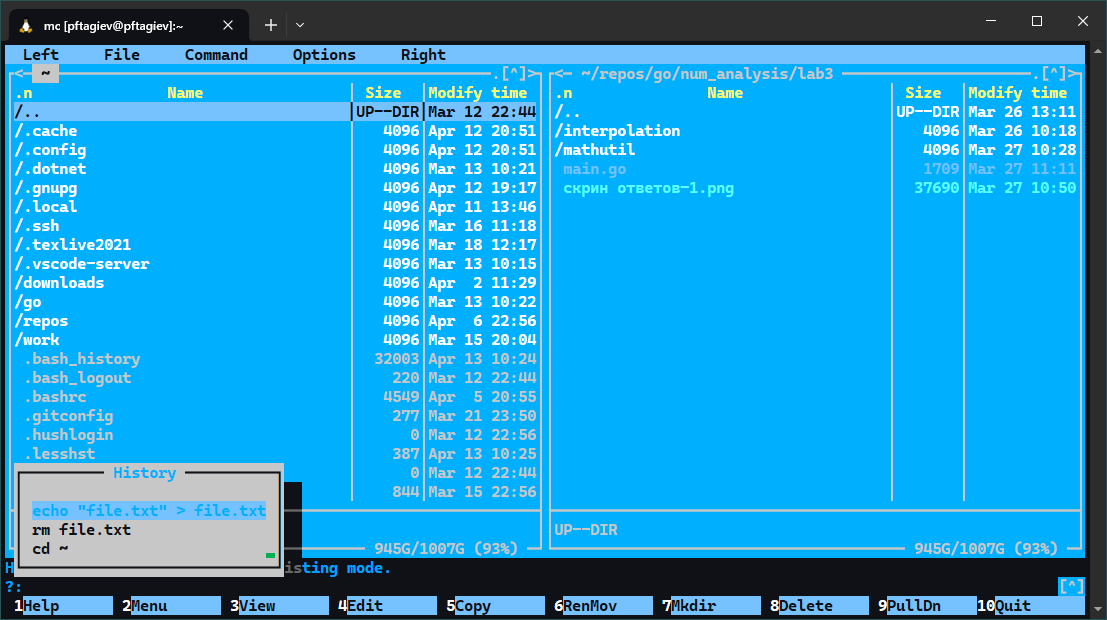 mc [pftagiev@pftagiev]:~
Left File Command Options Right
<─ ~ .[^]>
.n Name Size Modify time
/.. UP--DIR Mar 12 22:44
/.cache 4096 Apr 12 20:51
/.config 4096 Apr 12 20:51
/.dotnet 4096 Mar 13 10:21
/.gnupg 4096 Apr 12 19:17
/.local 4096 Apr 11 13:46
/.ssh 4096 Mar 16 11:18
/.texlive2021 4096 Mar 18 12:17
/.vscode-server 4096 Mar 13 10:15
/downloads 4096 Apr 2 11:29
/go 4096 Mar 13 10:22
/repos 4096 Apr 6 22:56
/work 4096 Mar 15 20:04
.bash_history 32003 Apr 13 10:24
.bash_logout 220 Mar 12 22:44
.bashrc 4549 Apr 5 20:55
.gitconfig 277 Mar 21 23:50
.hushlogin 0 Mar 12 22:56
.lesshst 387 Apr 13 10:25
0 Mar 12 22:44
844 Mar 15 22:56
945G/1007G (93%)
<─ ~/repos/go/num_analysis/lab3 .[^]>
.n Name Size Modify time
/.. UP--DIR Mar 26 13:11
/interpolation 4096 Mar 26 10:18
/mathutil 4096 Mar 27 10:28
main.go 1709 Mar 27 11:11
скрин ответов-1.png 37690 Mar 27 10:50
UP--DIR
945G/1007G (93%)
History
echo "file.txt" > file.txt
rm file.txt
cd ~
H isting mode.
?: [^]
1Help 2Menu 3View 4Edit 5Copy 6RenMov 7Mkdir 8Delete 9PullDn 10Quit